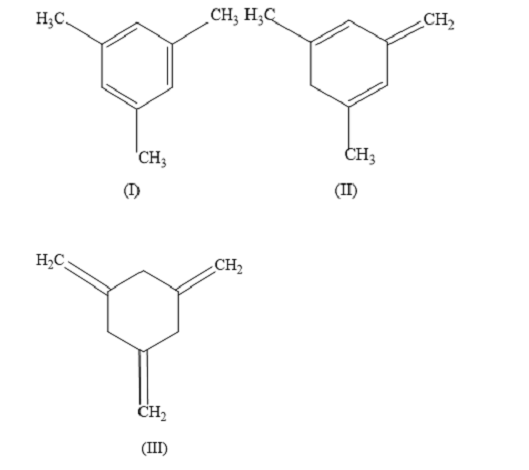 H₃C CH₃ H₃C CH₂
CH₃ CH₃
(I) (II)
H₂C CH₂
CH₂
(III)